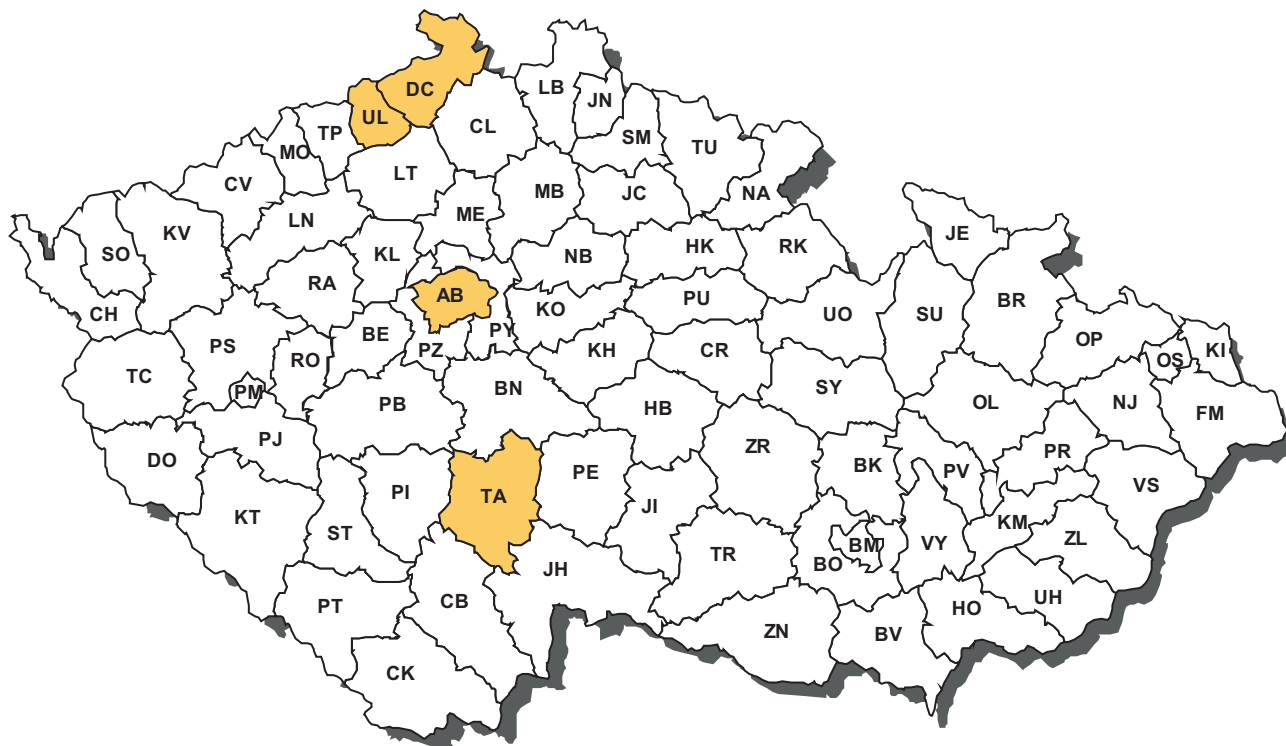 DC
LB
JN
UL
TP
CL
SM
TU
MO
CV
LT
MB
JC
NA
LN
ME
KV
SO
KL
NB
HK
RK
JE
RA
AB
KO
PU
UO
SU
BR
CH
BE
PY
PS
RO
PZ
KH
CR
OP
OS
KI
TC
PM
BN
SY
PB
HB
OL
NJ
FM
PJ
DO
ZR
PE
BK
PV
PR
VS
PI
TA
KT
ST
JI
KM
ZL
TR
BO
BM
VY
JH
PT
CB
HO
UH
ZN
BV
CK